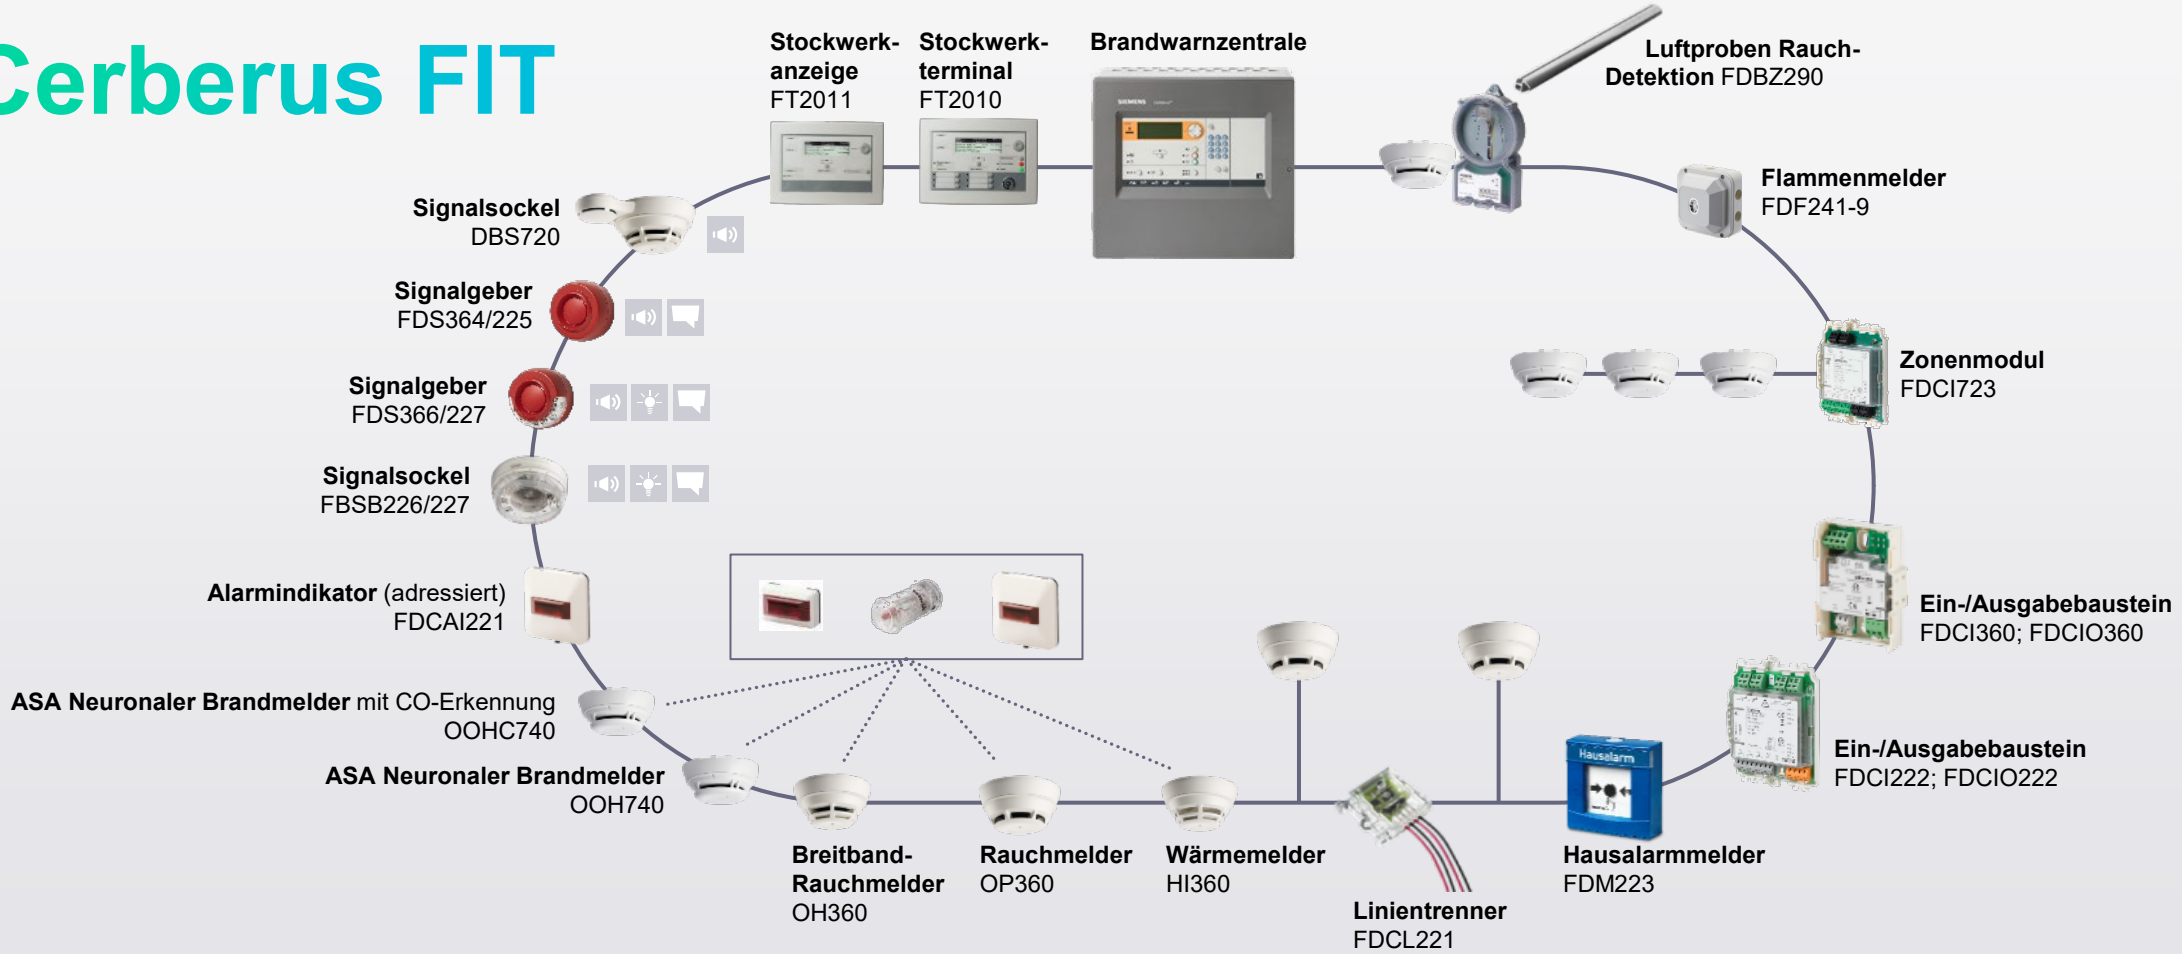 Cerberus FIT
Stockwerk-
anzeige
FT2011
Stockwerk-
terminal
FT2010
Brandwarnzentrale
SIEMENS
Luftproben Rauch-
Detektion FDBZ290
Flammenmelder
FDF241-9
Zonenmodul
FDCI723
Ein-/Ausgabebaustein
FDCI360; FDCIO360
Ein-/Ausgabebaustein
FDCI222; FDCIO222
Hausalarm
Hausalarmmelder
FDM223
Linientrenner
FDCL221
Wärmemelder
HI360
Rauchmelder
OP360
Breitband-
Rauchmelder
OH360
ASA Neuronaler Brandmelder
OOH740
ASA Neuronaler Brandmelder mit CO-Erkennung
OOHC740
Alarmindikator (adressiert)
FDCAI221
Signalsockel
FBSB226/227
Signalgeber
FDS366/227
Signalgeber
FDS364/225
Signalsockel
DBS720